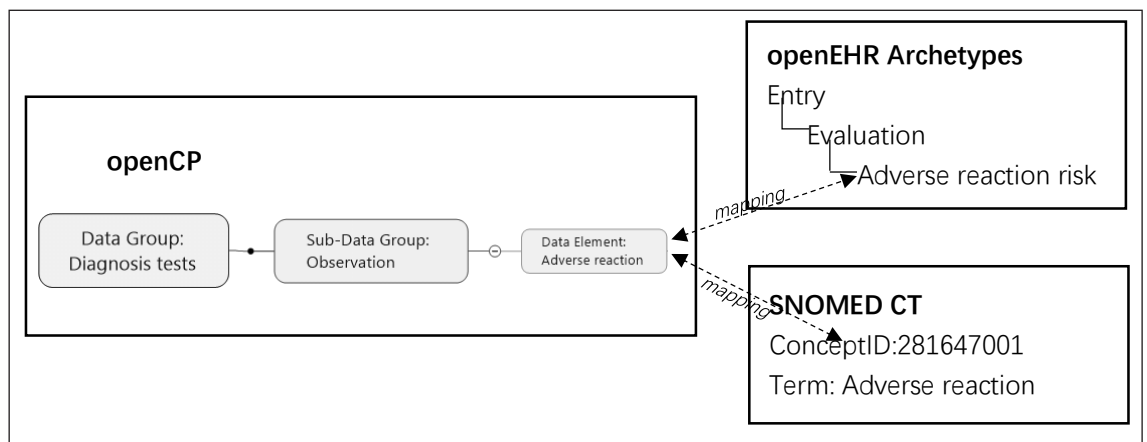 openCP
Data Group:
Diagnosis tests
Sub-Data Group:
Observation
Data Element:
Adverse reaction
mapping
mapping
openEHR Archetypes
Entry
Evaluation
Adverse reaction risk
SNOMED CT
ConceptID:281647001
Term: Adverse reaction